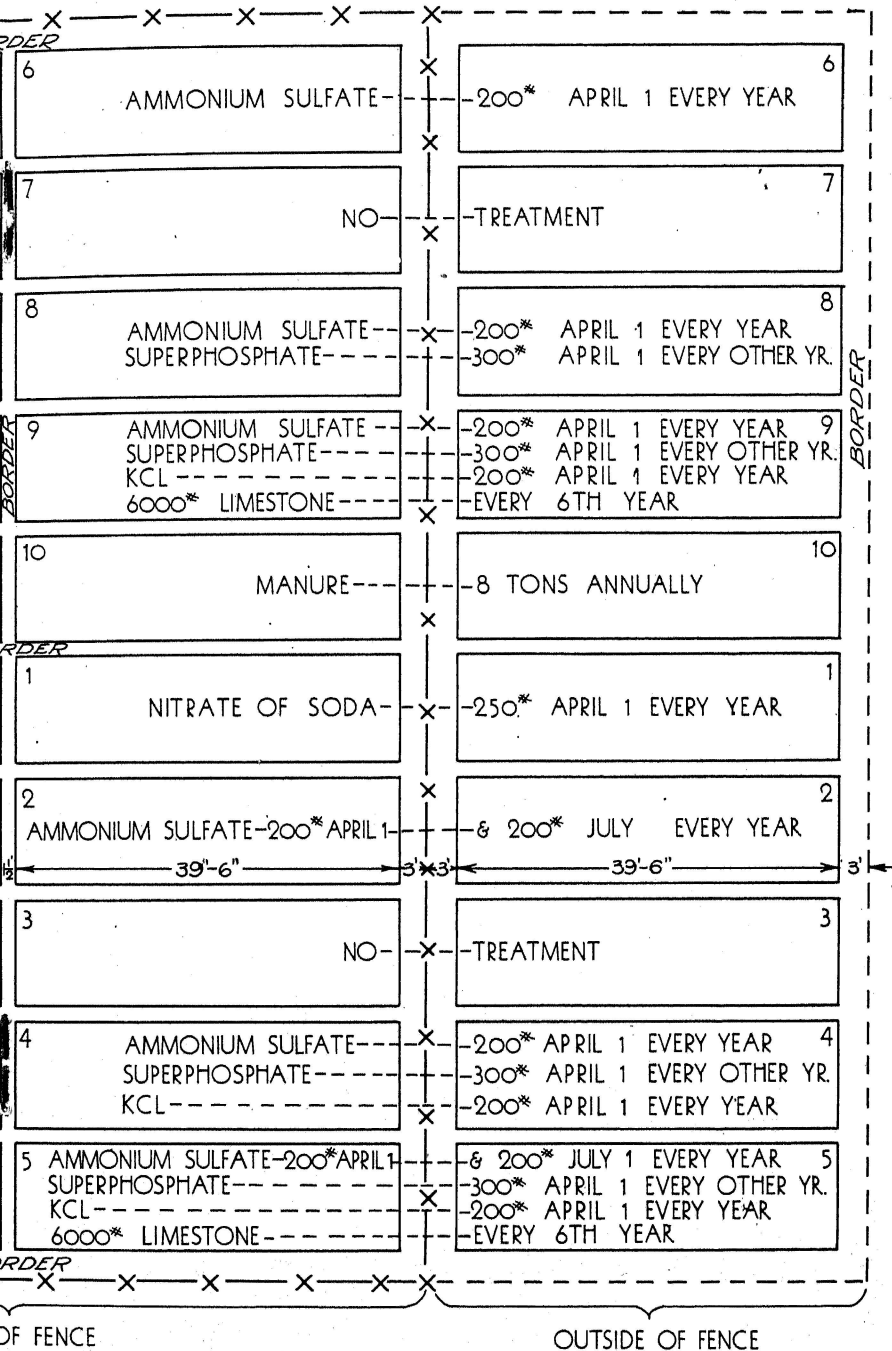 RDER
6 6
AMMONIUM SULFATE 200# APRIL 1 EVERY YEAR
7 7
NO TREATMENT
8 8
AMMONIUM SULFATE 200# APRIL 1 EVERY YEAR
SUPERPHOSPHATE 300# APRIL 1 EVERY OTHER YR.
BORDER
BORDER
9 AMMONIUM SULFATE 200# APRIL 1 EVERY YEAR 9
SUPERPHOSPHATE 300# APRIL 1 EVERY OTHER YR.
KCL 200# APRIL 1 EVERY YEAR
6000# LIMESTONE EVERY 6TH YEAR
10 10
MANURE 8 TONS ANNUALLY
RDER
1 1
NITRATE OF SODA 250# APRIL 1 EVERY YEAR
2 2
AMMONIUM SULFATE-200# APRIL 1 & 200# JULY EVERY YEAR
39"-6" 3' 3' 39'-6" 3'
3 3
NO TREATMENT
4 AMMONIUM SULFATE 200# APRIL 1 EVERY YEAR 4
SUPERPHOSPHATE 300# APRIL 1 EVERY OTHER YR.
KCL 200# APRIL 1 EVERY YEAR
5 AMMONIUM SULFATE-200# APRIL 1 & 200# JULY 1 EVERY YEAR 5
SUPERPHOSPHATE 300# APRIL 1 EVERY OTHER YR.
KCL 200# APRIL 1 EVERY YEAR
6000# LIMESTONE EVERY 6TH YEAR
RDER
OF FENCE OUTSIDE OF FENCE